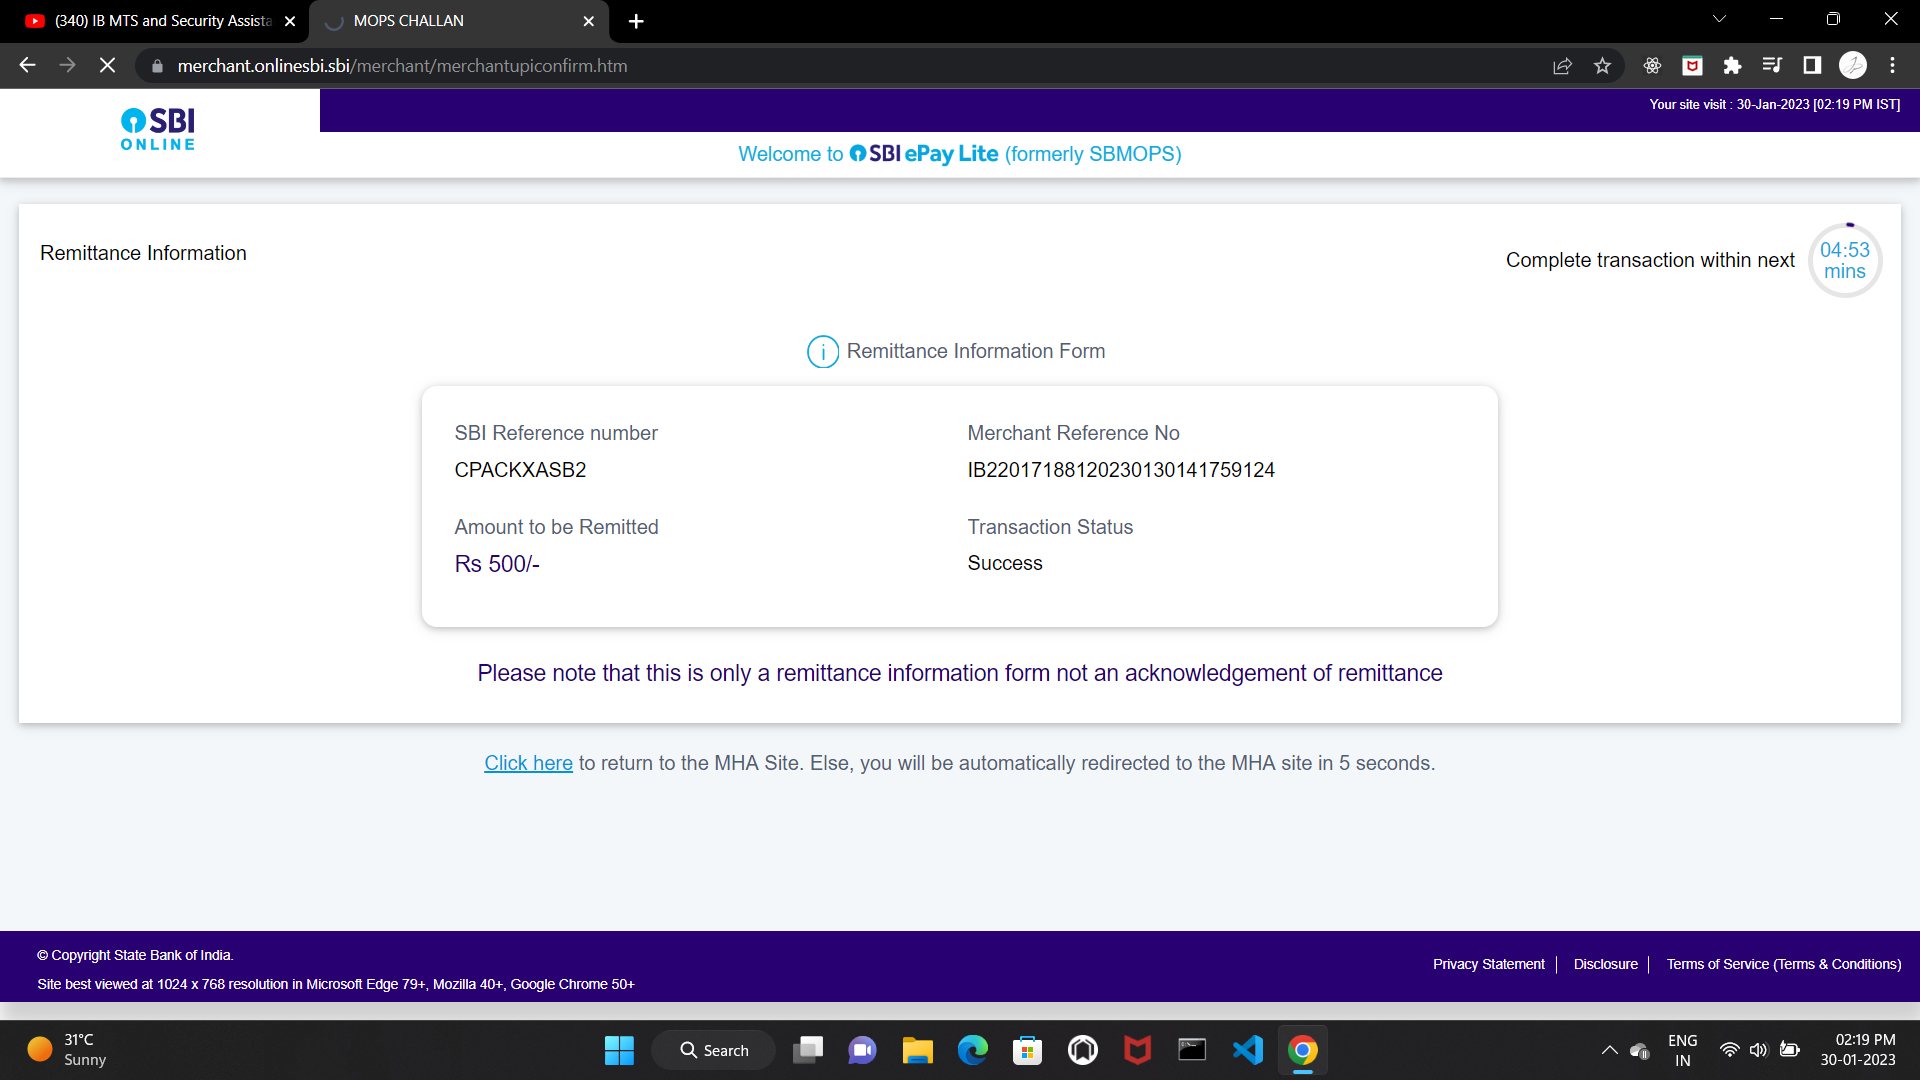 (340) IB MTS and Security Assista
MOPS CHALLAN
merchant.onlinesbi.sbi/merchant/merchantupiconfirm.htm
SBI
ONLINE
Your site visit : 30-Jan-2023 [02:19 PM IST]
Welcome to SBI ePay Lite (formerly SBMOPS)
Remittance Information
Complete transaction within next
04:53
mins
i Remittance Information Form
SBI Reference number
CPACKXASB2
Merchant Reference No
IB22017188120230130141759124
Amount to be Remitted
Rs 500/-
Transaction Status
Success
Please note that this is only a remittance information form not an acknowledgement of remittance
Click here to return to the MHA Site. Else, you will be automatically redirected to the MHA site in 5 seconds.
© Copyright State Bank of India.
Site best viewed at 1024 x 768 resolution in Microsoft Edge 79+, Mozilla 40+, Google Chrome 50+
Privacy Statement | Disclosure | Terms of Service (Terms & Conditions)
31°C
Sunny
Search
ENG
IN
02:19 PM
30-01-2023